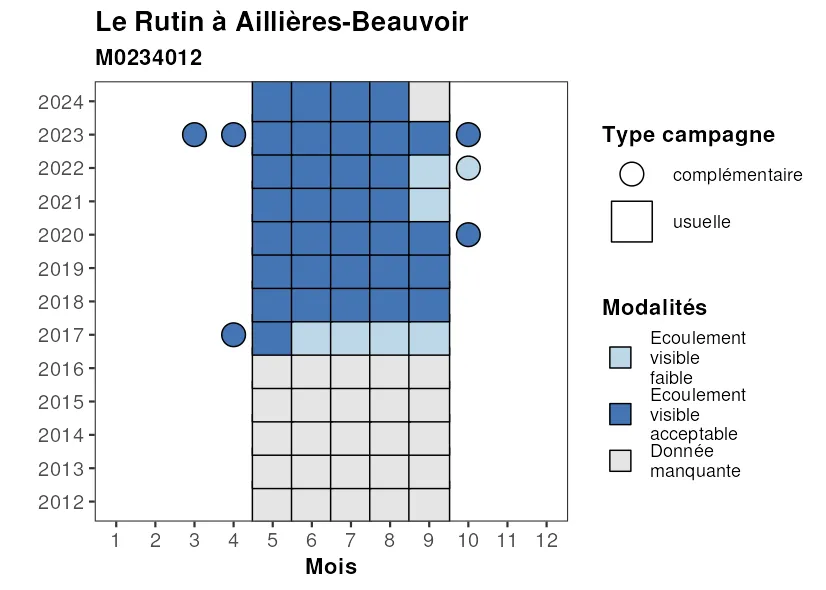 Le Rutin à Aillières-Beauvoir
M0234012
2024
2023
2022
2021
2020
2019
2018
2017
2016
2015
2014
2013
2012
1 2 3 4 5 6 7 8 9 10 11 12
Mois
Type campagne
complémentaire
usuelle
Modalités
Ecoulement
visible
faible
Ecoulement
visible
acceptable
Donnée
manquante